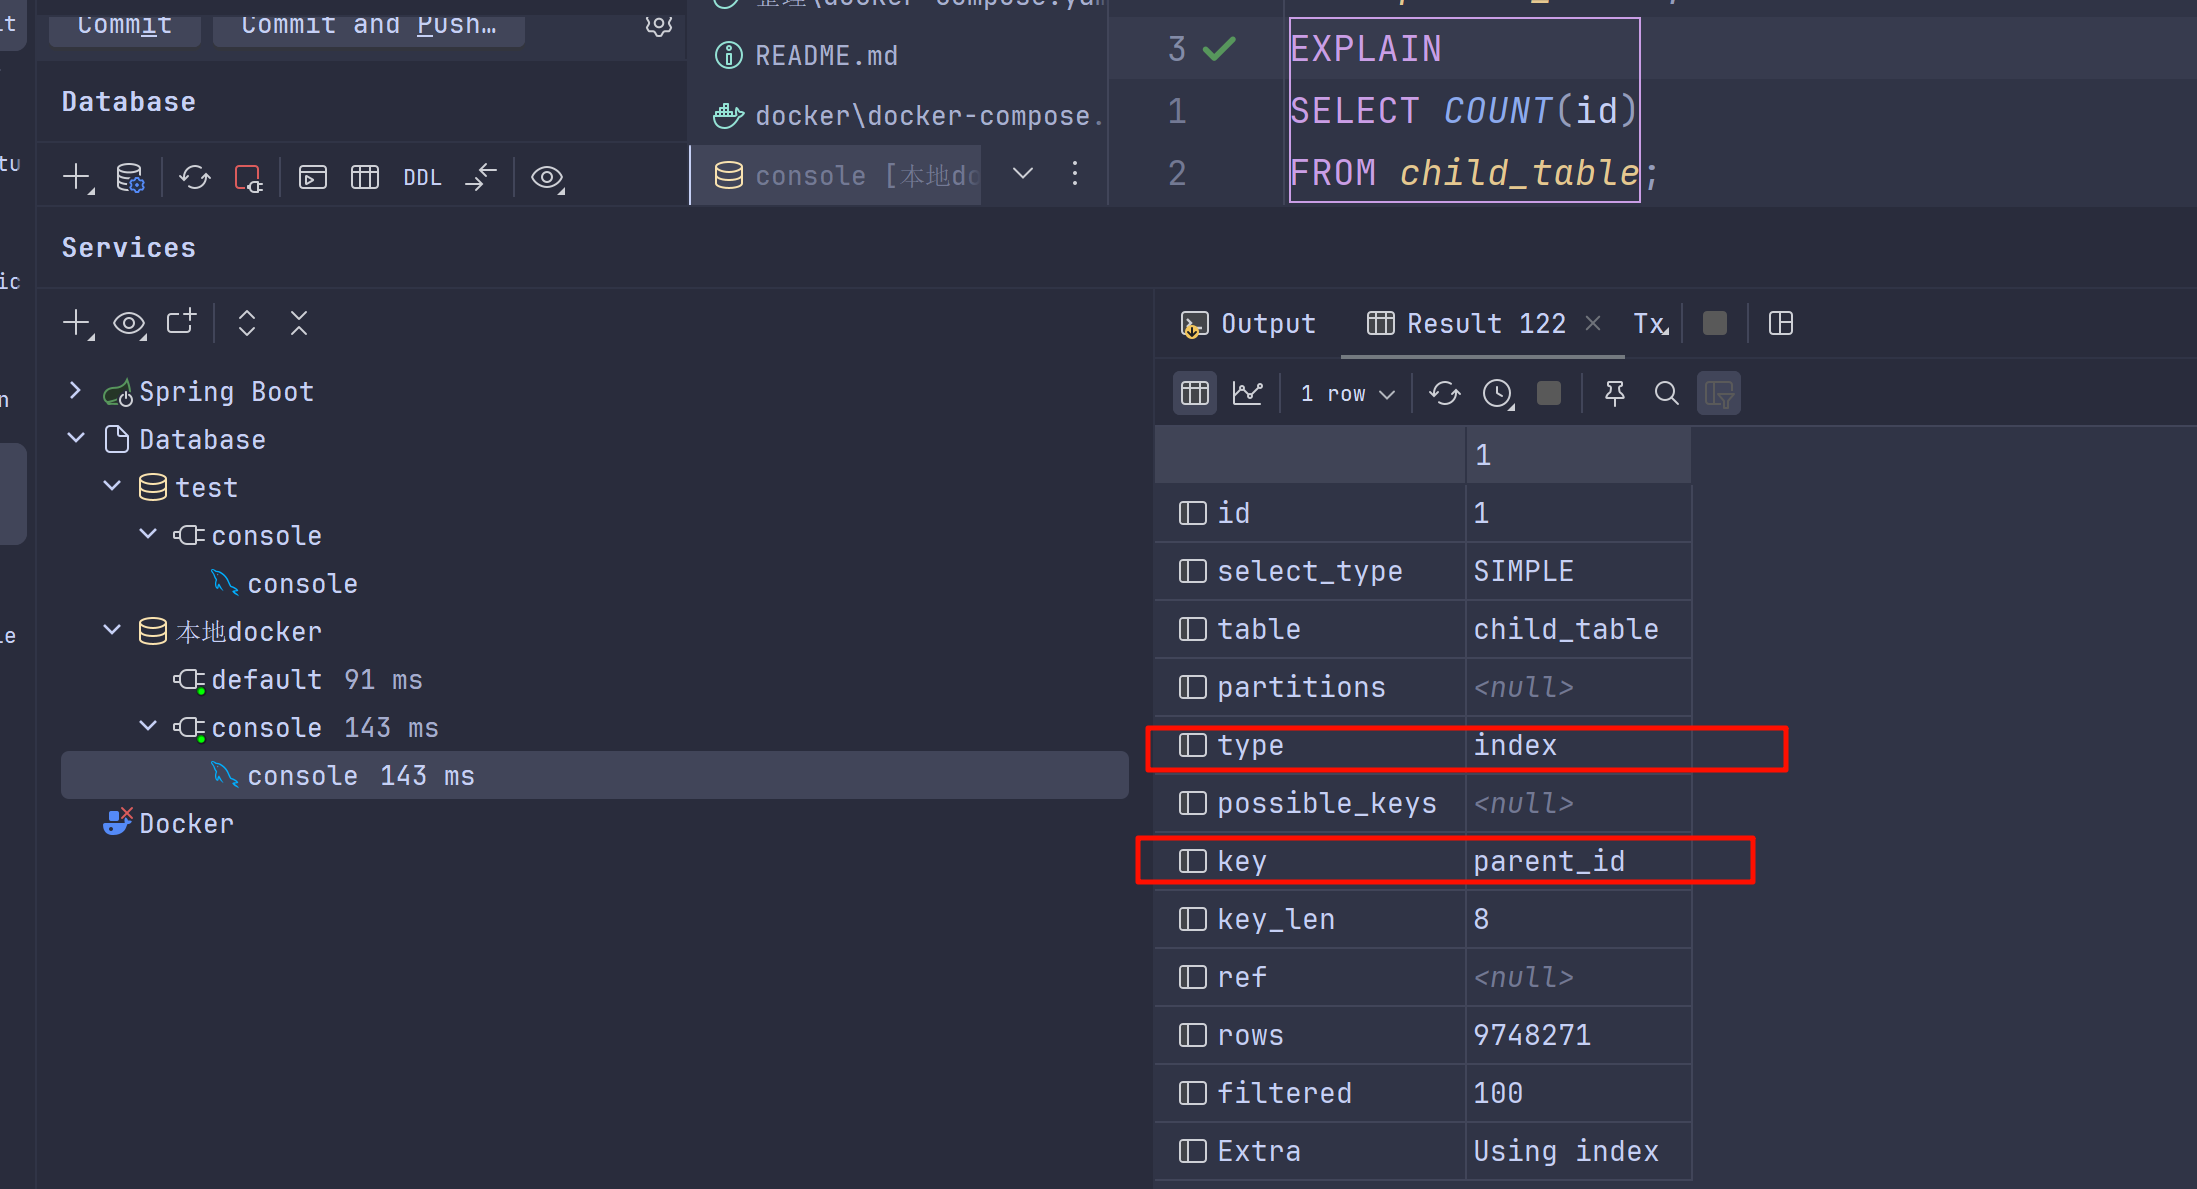 Commit
Commit and Push…
Database
DDL
README.md
docker\docker-compose.
console [本地do
3
EXPLAIN
1
SELECT COUNT(id)
2
FROM child_table;
Services
Spring Boot
Database
test
console
console
本地docker
default 91 ms
console 143 ms
console 143 ms
Docker
Output
Result 122
Tx
1 row
1
id 1
select_type SIMPLE
table child_table
partitions <null>
type index
possible_keys <null>
key parent_id
key_len 8
ref <null>
rows 9748271
filtered 100
Extra Using index